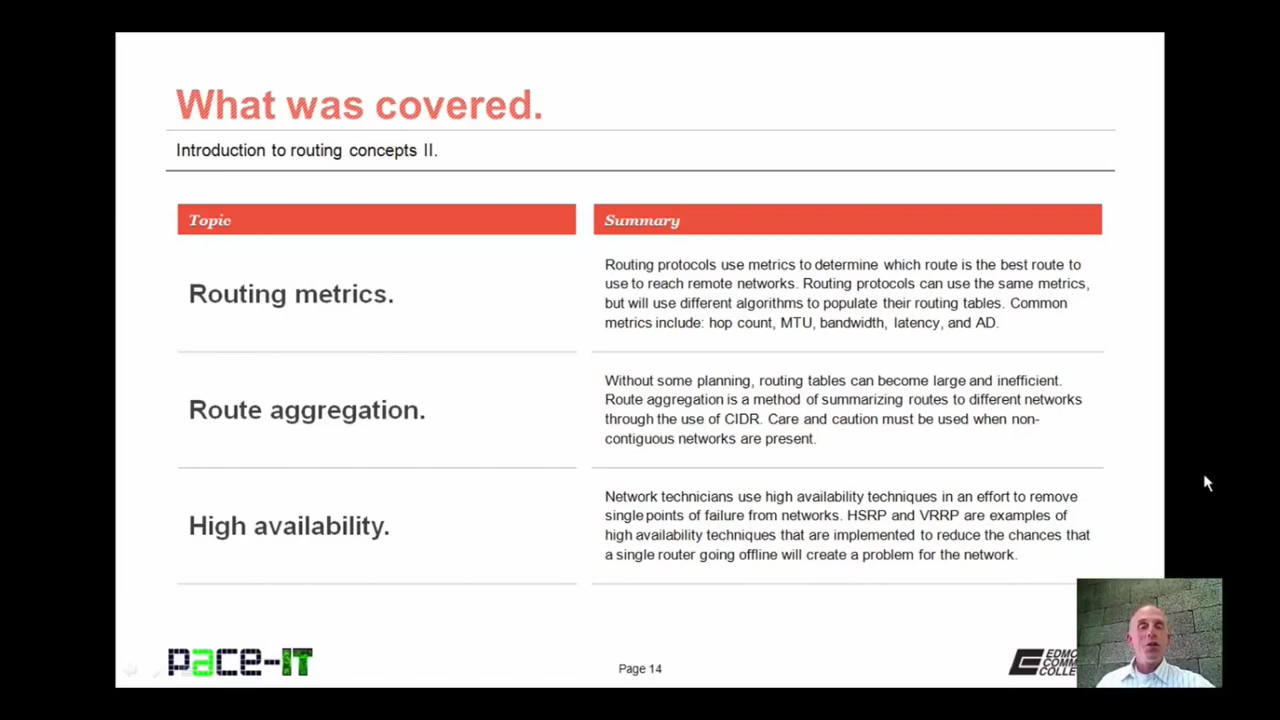 What was covered.
Introduction to routing concepts II.
Topic
Summary
Routing metrics.
Routing protocols use metrics to determine which route is the best route to
use to reach remote networks. Routing protocols can use the same metrics,
but will use different algorithms to populate their routing tables. Common
metrics include: hop count, MTU, bandwidth, latency, and AD.
Route aggregation.
Without some planning, routing tables can become large and inefficient.
Route aggregation is a method of summarizing routes to different networks
through the use of CIDR. Care and caution must be used when non-
contiguous networks are present.
High availability.
Network technicians use high availability techniques in an effort to remove
single points of failure from networks. HSRP and VRRP are examples of
high availability techniques that are implemented to reduce the chances that
a single router going offline will create a problem for the network.
pace-IT
Page 14